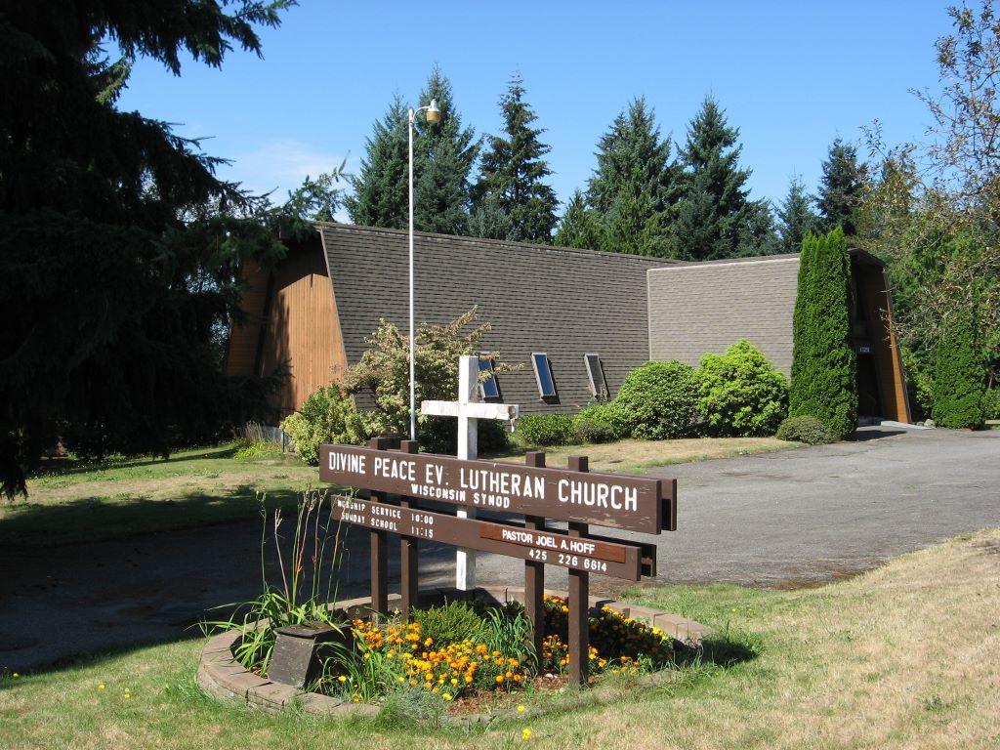 DIVINE PEACE EV. LUTHERAN CHURCH
WISCONSIN SYNOD
WORSHIP SERVICE 10:00
SUNDAY SCHOOL 11:15
PASTOR JOEL A. HOFF
425 226 6614